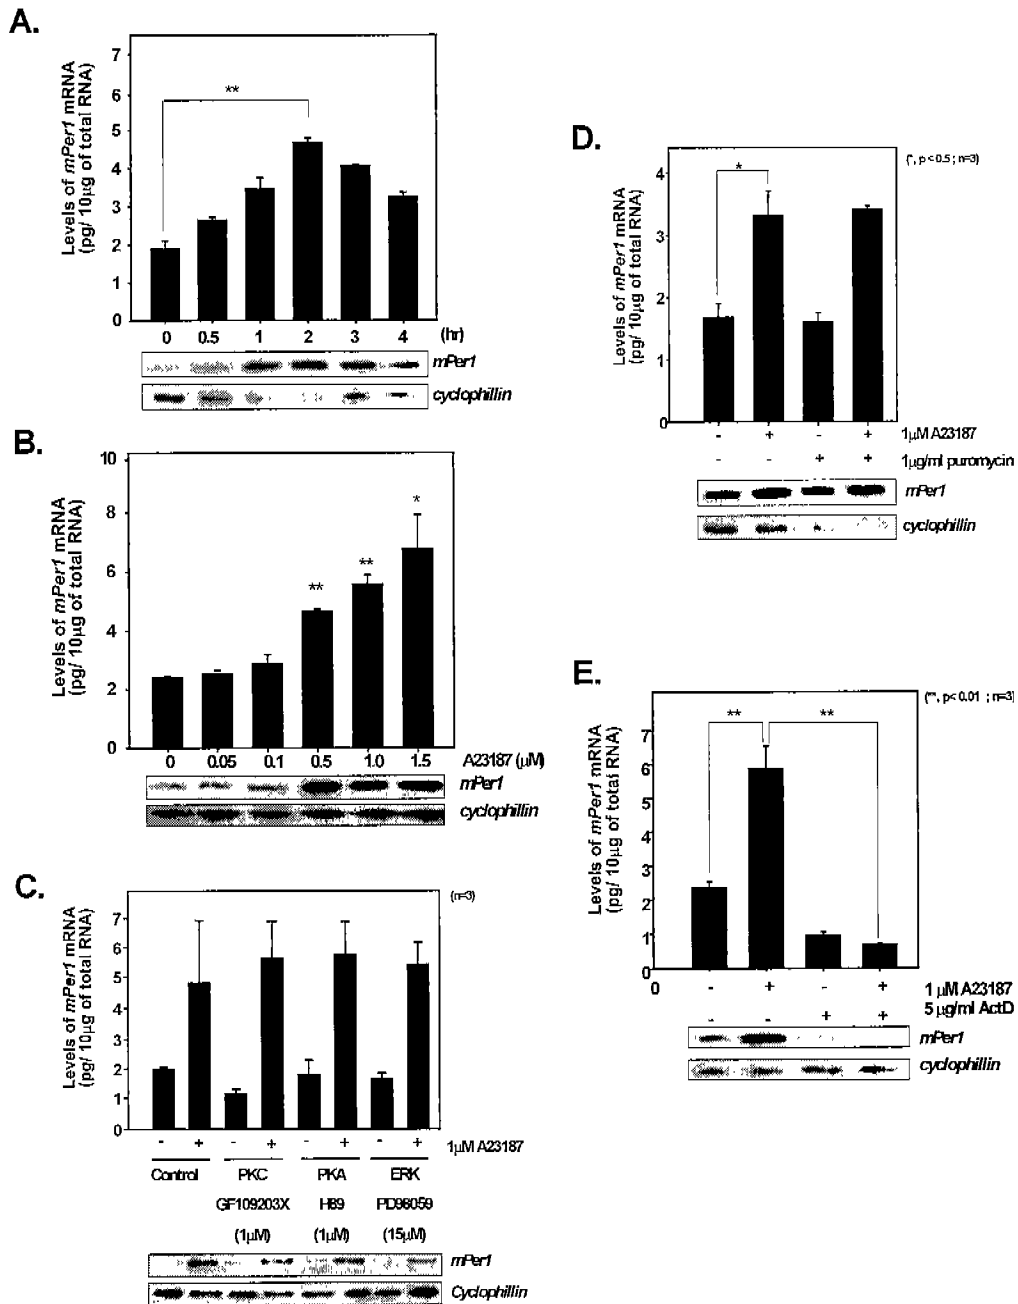 A.
Levels of mPer1 mRNA
(pg/ 10μg of total RNA)
7
6
5
4
3
2
1
0
**
0 0.5 1 2 3 4 (hr)
mPer1
cyclophillin
B.
Levels of mPer1 mRNA
(pg/ 10μg of total RNA)
10
8
6
4
2
0
** ** *
0 0.05 0.1 0.5 1.0 1.5 A23187 (μM)
mPer1
cyclophillin
C.
(n=3)
Levels of mPer1 mRNA
(pg/ 10μg of total RNA)
7
6
5
4
3
2
1
0
- + - + - + - + 1μM A23187
Control PKC PKA ERK
GF109203X H89 PD98059
(1μM) (1μM) (15μM)
mPer1
Cyclophillin
D.
(*, p < 0.5 ; n=3)
Levels of mPer1 mRNA
(pg/ 10μg of total RNA)
4
3
2
1
0
*
- + - + 1μM A23187
- - + + 1μg/ml puromycin
mPer1
cyclophillin
E.
(**, p< 0.01 ; n=3)
Levels of mPer1 mRNA
(pg/ 10μg of total RNA)
7
6
5
4
3
2
1
0
** **
0 - + - + 1 μM A23187
- - + + 5 μg/ml ActD
mPer1
cyclophillin